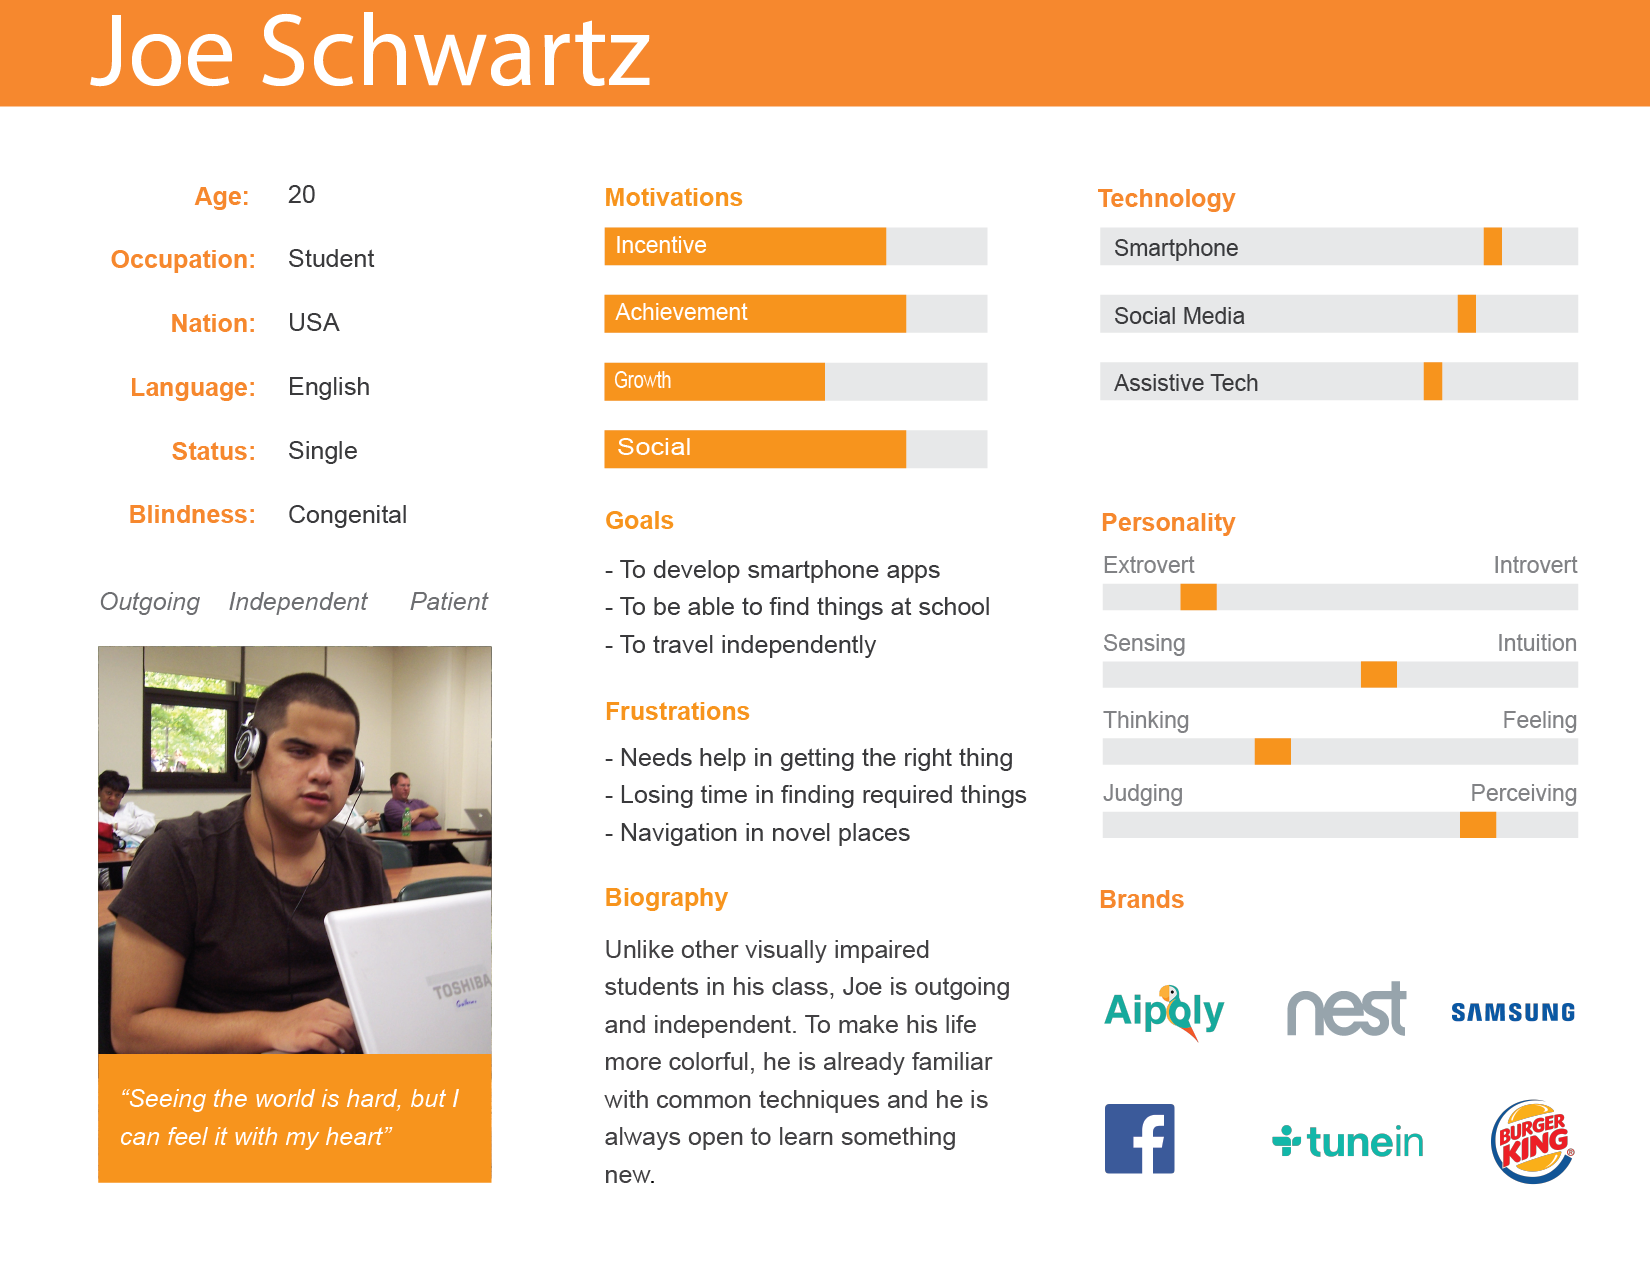 Joe Schwartz
Age: 20
Occupation: Student
Nation: USA
Language: English
Status: Single
Blindness: Congenital
Outgoing Independent Patient
TOSHIBA
“Seeing the world is hard, but I
can feel it with my heart”
Motivations
Incentive
Achievement
Growth
Social
Goals
- To develop smartphone apps
- To be able to find things at school
- To travel independently
Frustrations
- Needs help in getting the right thing
- Losing time in finding required things
- Navigation in novel places
Biography
Unlike other visually impaired
students in his class, Joe is outgoing
and independent. To make his life
more colorful, he is already familiar
with common techniques and he is
always open to learn something
new.
Technology
Smartphone
Social Media
Assistive Tech
Personality
Extrovert Introvert
Sensing Intuition
Thinking Feeling
Judging Perceiving
Brands
Aipoly nest SAMSUNG
f tunein BURGER
KING®